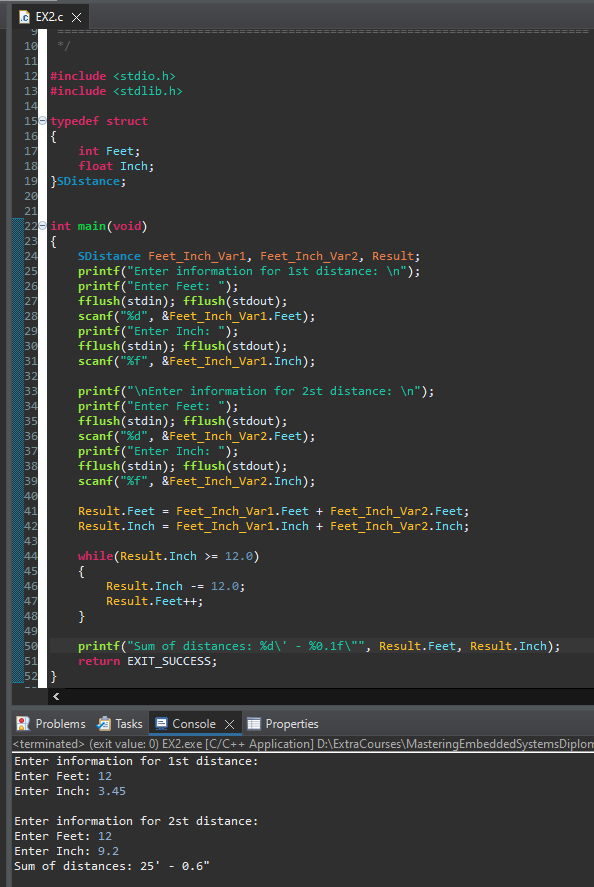 EX2.c
9 ================================================================================
10 */
11
12 #include <stdio.h>
13 #include <stdlib.h>
14
15 typedef struct
16 {
17     int Feet;
18     float Inch;
19 }SDistance;
20
21
22 int main(void)
23 {
24     SDistance Feet_Inch_Var1, Feet_Inch_Var2, Result;
25     printf("Enter information for 1st distance: \n");
26     printf("Enter Feet: ");
27     fflush(stdin); fflush(stdout);
28     scanf("%d", &Feet_Inch_Var1.Feet);
29     printf("Enter Inch: ");
30     fflush(stdin); fflush(stdout);
31     scanf("%f", &Feet_Inch_Var1.Inch);
32
33     printf("\nEnter information for 2st distance: \n");
34     printf("Enter Feet: ");
35     fflush(stdin); fflush(stdout);
36     scanf("%d", &Feet_Inch_Var2.Feet);
37     printf("Enter Inch: ");
38     fflush(stdin); fflush(stdout);
39     scanf("%f", &Feet_Inch_Var2.Inch);
40
41     Result.Feet = Feet_Inch_Var1.Feet + Feet_Inch_Var2.Feet;
42     Result.Inch = Feet_Inch_Var1.Inch + Feet_Inch_Var2.Inch;
43
44     while(Result.Inch >= 12.0)
45     {
46         Result.Inch -= 12.0;
47         Result.Feet++;
48     }
49
50     printf("Sum of distances: %d\' - %0.1f\"", Result.Feet, Result.Inch);
51     return EXIT_SUCCESS;
52 }
Problems Tasks Console Properties
<terminated> (exit value: 0) EX2.exe [C/C++ Application] D:\ExtraCourses\MasteringEmbeddedSystemsDiplom
Enter information for 1st distance:
Enter Feet: 12
Enter Inch: 3.45

Enter information for 2st distance:
Enter Feet: 12
Enter Inch: 9.2
Sum of distances: 25' - 0.6"